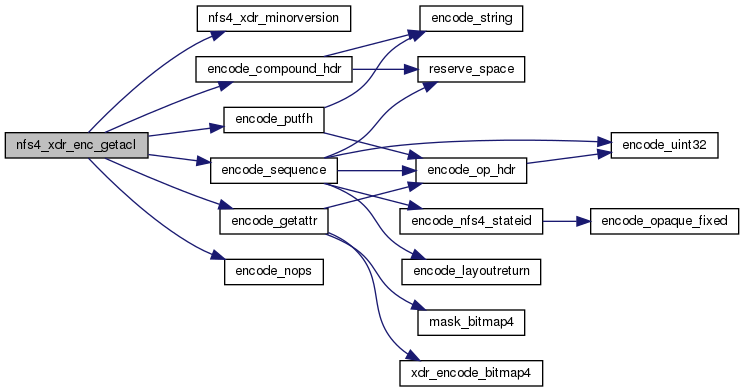 nfs4_xdr_enc_getacl
nfs4_xdr_minorversion
encode_compound_hdr
encode_putfh
encode_sequence
encode_getattr
encode_nops
encode_string
reserve_space
encode_op_hdr
encode_nfs4_stateid
encode_layoutreturn
mask_bitmap4
xdr_encode_bitmap4
encode_uint32
encode_opaque_fixed